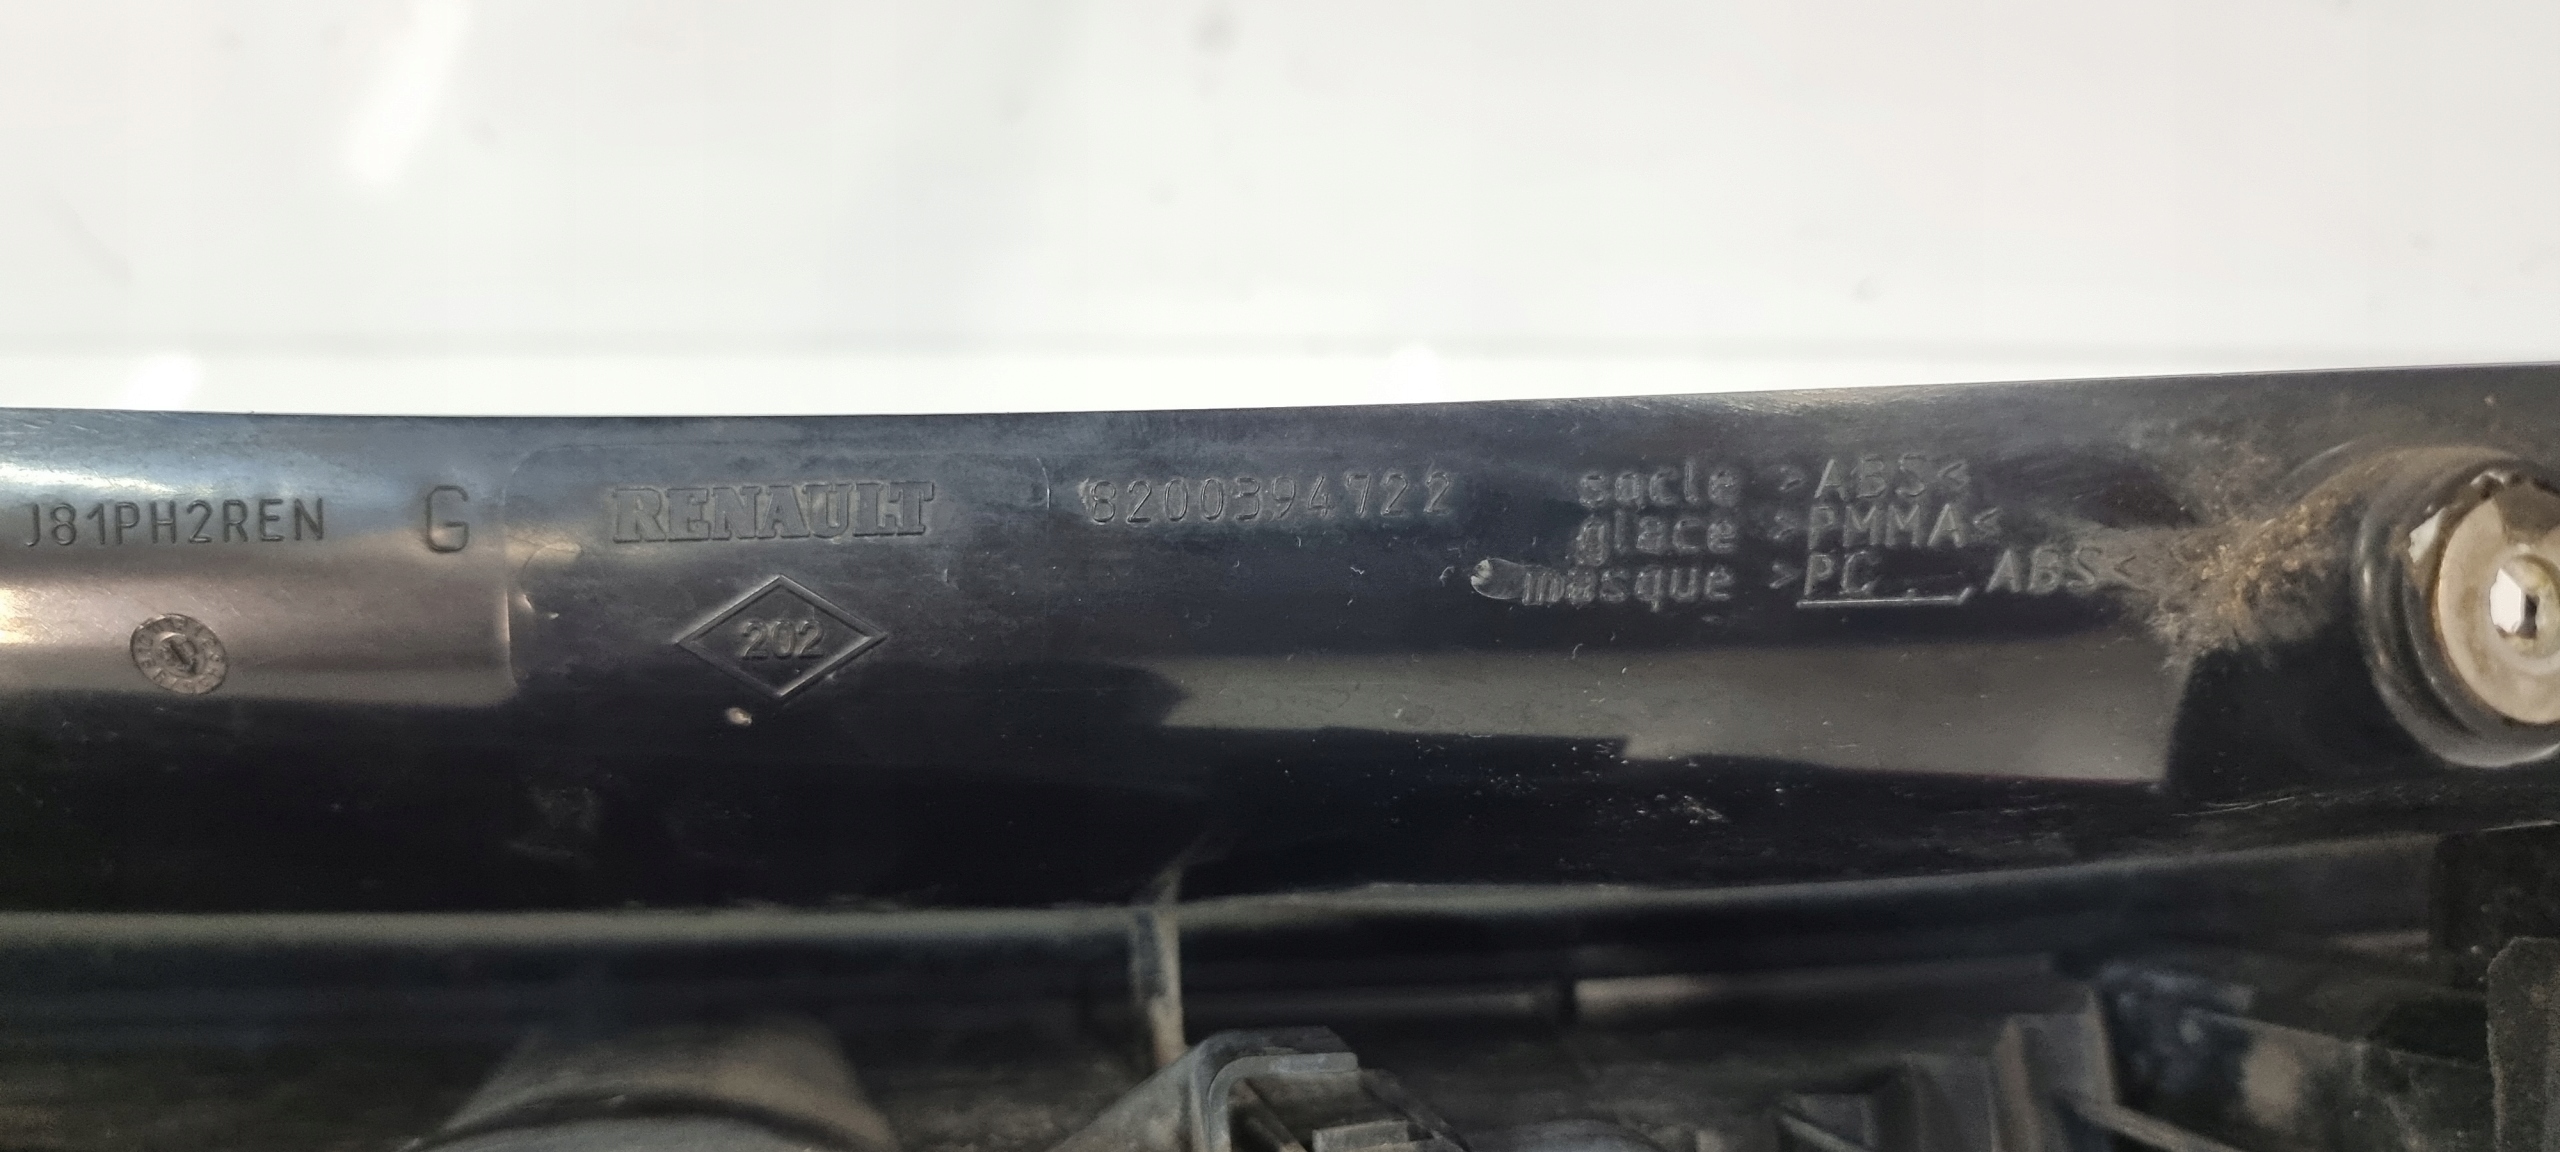 J81PH2REN G
RENAULT
202
8200394722
socle >ABS<
glace >PMMA<
masque >PC ABS<